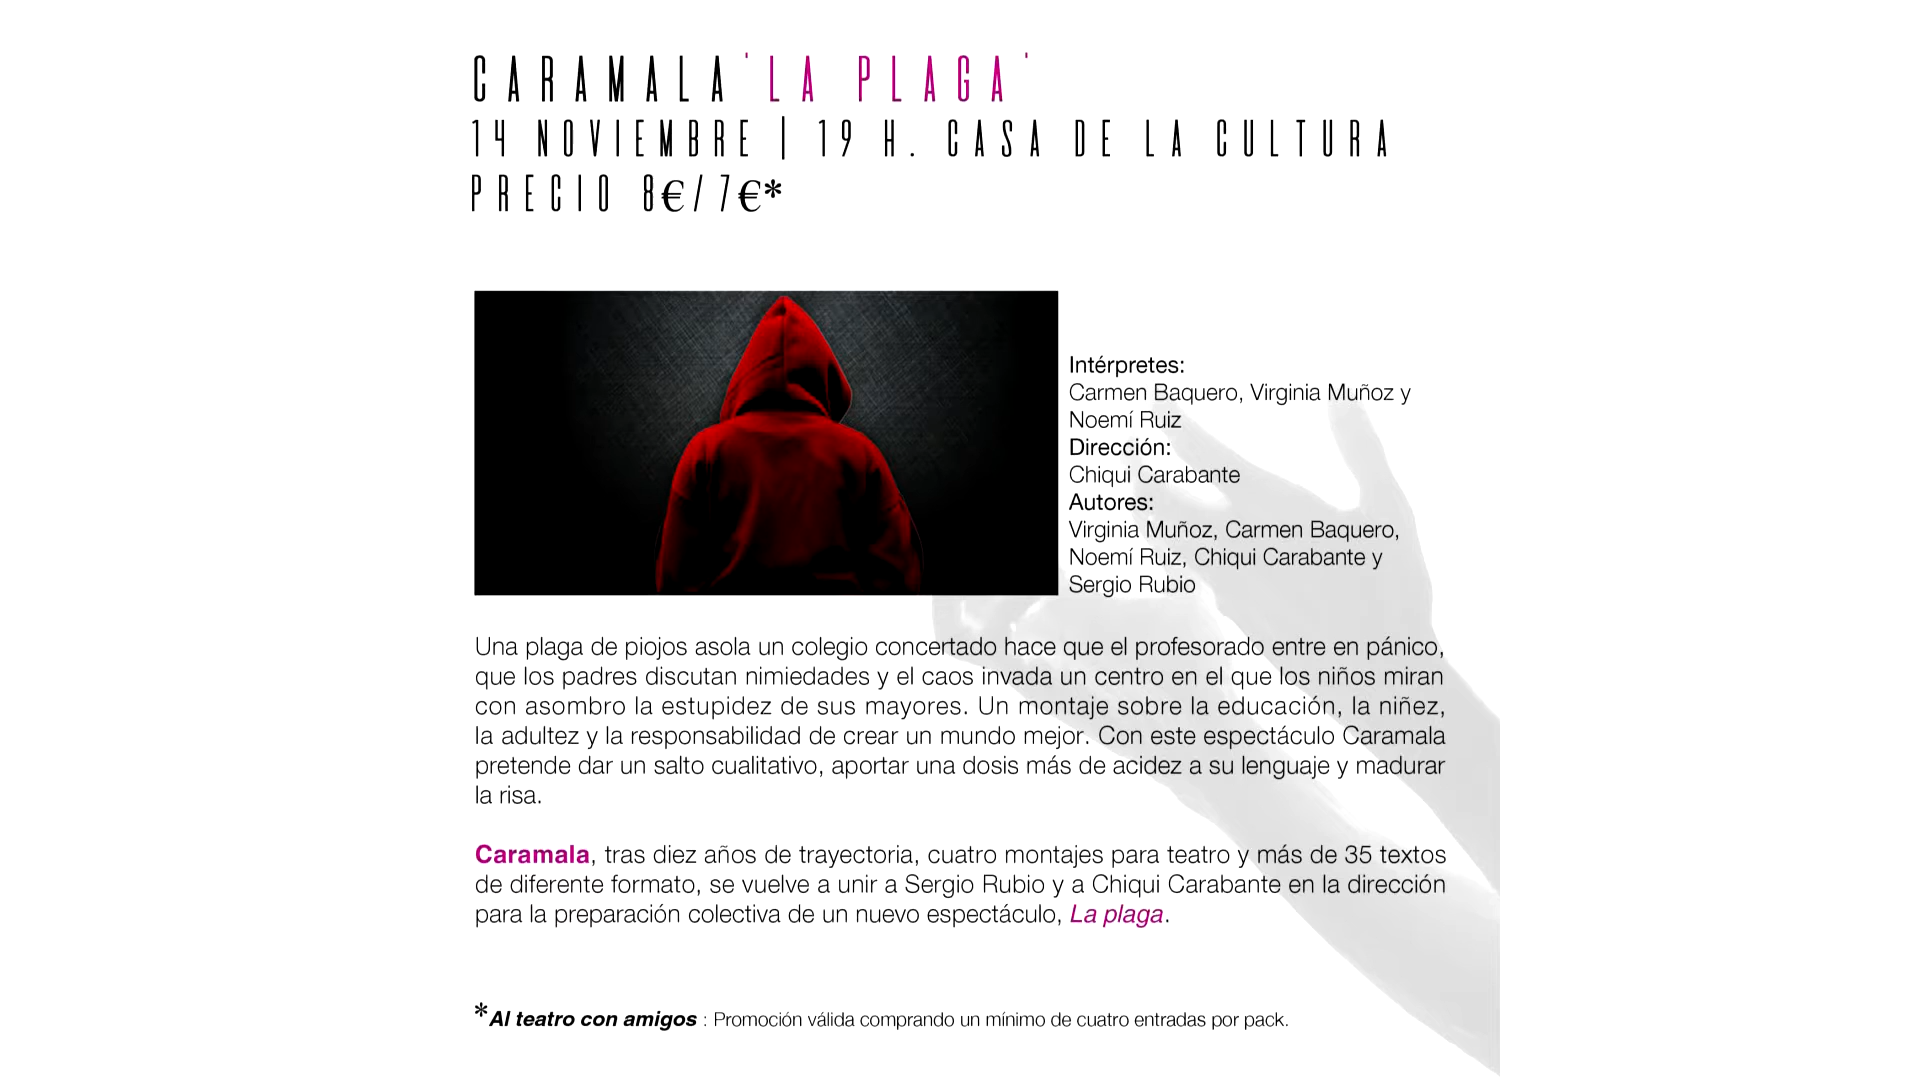 CARAMALA 'LA PLAGA'
14 NOVIEMBRE | 19 H. CASA DE LA CULTURA
PRECIO 8€/7€*
Intérpretes:
Carmen Baquero, Virginia Muñoz y
Noemí Ruiz
Dirección:
Chiqui Carabante
Autores:
Virginia Muñoz, Carmen Baquero,
Noemí Ruiz, Chiqui Carabante y
Sergio Rubio
Una plaga de piojos asola un colegio concertado hace que el profesorado entre en pánico,
que los padres discutan nimiedades y el caos invada un centro en el que los niños miran
con asombro la estupidez de sus mayores. Un montaje sobre la educación, la niñez,
la adultez y la responsabilidad de crear un mundo mejor. Con este espectáculo Caramala
pretende dar un salto cualitativo, aportar una dosis más de acidez a su lenguaje y madurar
la risa.
Caramala, tras diez años de trayectoria, cuatro montajes para teatro y más de 35 textos
de diferente formato, se vuelve a unir a Sergio Rubio y a Chiqui Carabante en la dirección
para la preparación colectiva de un nuevo espectáculo, La plaga.
*Al teatro con amigos : Promoción válida comprando un mínimo de cuatro entradas por pack.